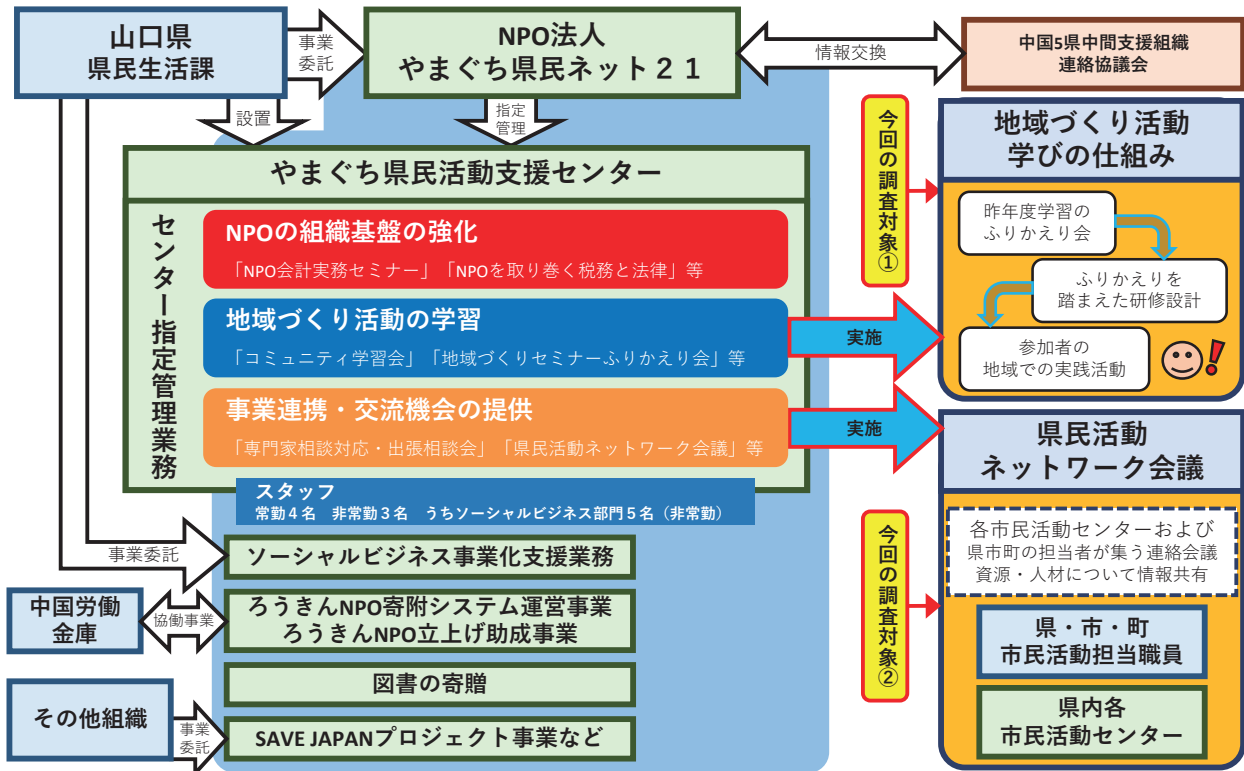 山口県
県民生活課
事業
委託
NPO法人
やまぐち県民ネット２１
情報交換
中国5県中間支援組織
連絡協議会
設置
指定
管理
やまぐち県民活動支援センター
センター指定管理業務
NPOの組織基盤の強化
「NPO会計実務セミナー」「NPOを取り巻く税務と法律」等
地域づくり活動の学習
「コミュニティ学習会」「地域づくりセミナーふりかえり会」等
事業連携・交流機会の提供
「専門家相談対応・出張相談会」「県民活動ネットワーク会議」等
実施
実施
スタッフ
常勤４名　非常勤３名　うちソーシャルビジネス部門５名（非常勤）
事業委託
ソーシャルビジネス事業化支援業務
中国労働
金庫
協働事業
ろうきんNPO寄附システム運営事業
ろうきんNPO立上げ助成事業
図書の寄贈
その他組織
事業
委託
SAVE JAPANプロジェクト事業など
今回の調査対象①
地域づくり活動
学びの仕組み
昨年度学習の
ふりかえり会
ふりかえりを
踏まえた研修設計
参加者の
地域での実践活動
今回の調査対象②
県民活動
ネットワーク会議
各市民活動センターおよび
県市町の担当者が集う連絡会議
資源・人材について情報共有
県・市・町
市民活動担当職員
県内各
市民活動センター